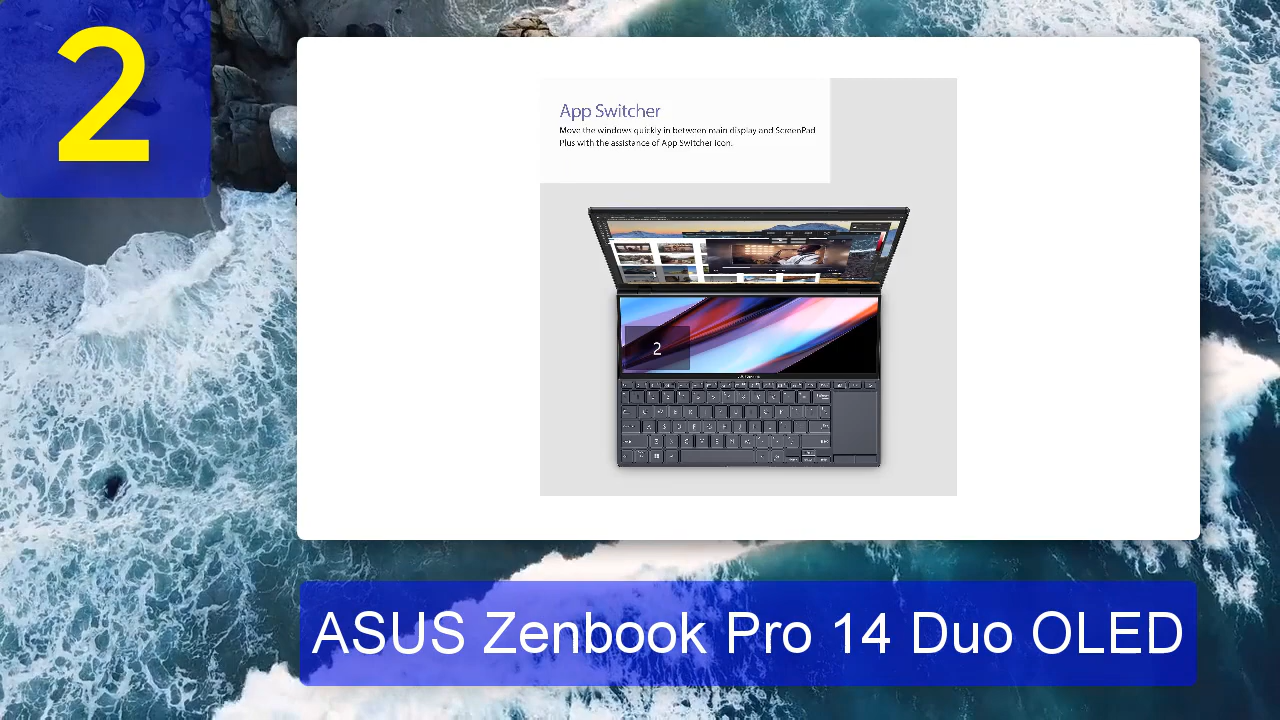 2
App Switcher
Move the windows quickly in between main display and ScreenPad
Plus with the assistance of App Switcher icon.
2
ASUS Zenbook Pro 14 Duo OLED